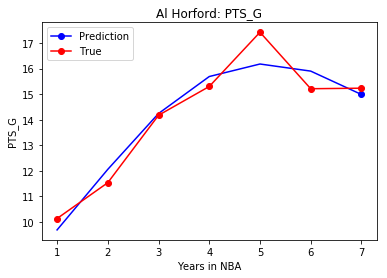 Al Horford: PTS_G
Prediction
True
PTS_G
17
16
15
14
13
12
11
10
1 2 3 4 5 6 7
Years in NBA